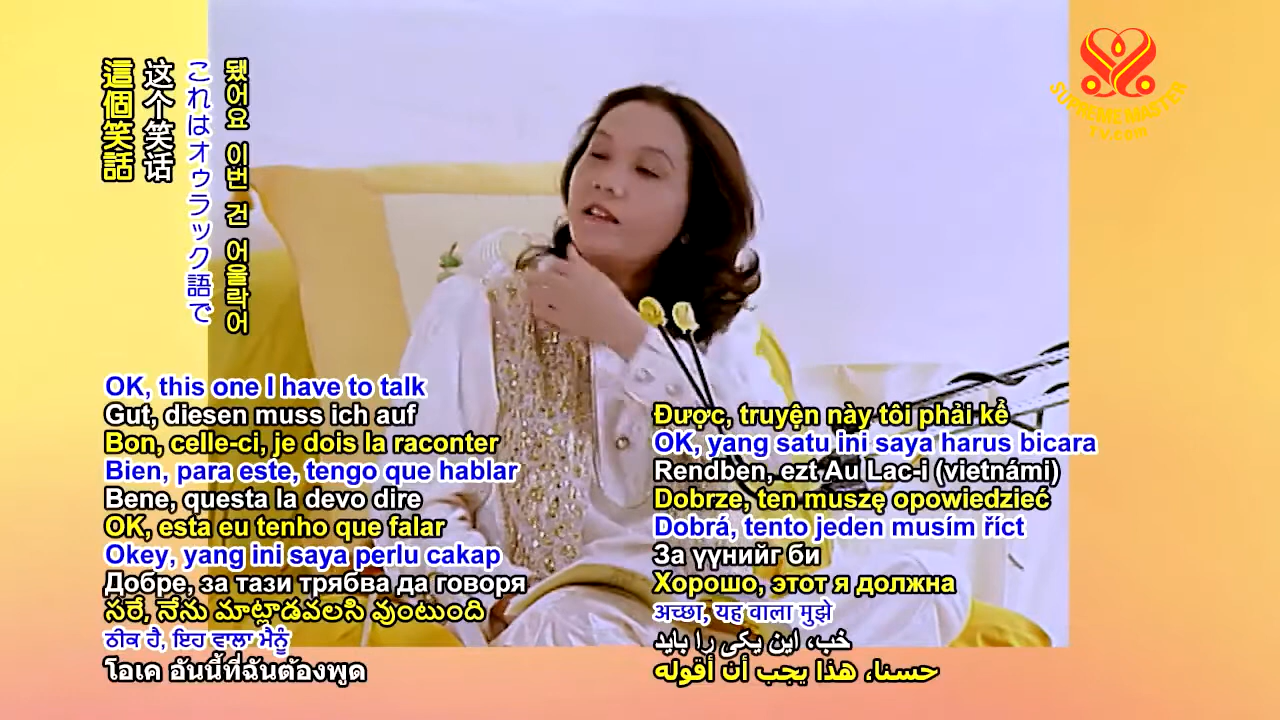 這個笑話
这个笑话
これはオゥラック語で
됐어요 이번 건 어울락어
SUPREME MASTER
TV.com
OK, this one I have to talk
Gut, diesen muss ich auf
Bon, celle-ci, je dois la raconter
Bien, para este, tengo que hablar
Bene, questa la devo dire
OK, esta eu tenho que falar
Okey, yang ini saya perlu cakap
Добре, за тази трябва да говоря
సరే, నేను మాట్లాడవలసి వుంటుంది
ਠੀਕ ਹੈ, ਇਹ ਵਾਲਾ ਮੈਨੂੰ
โอเค อันนี้ที่ฉันต้องพูด
Được, truyện này tôi phải kể
OK, yang satu ini saya harus bicara
Rendben, ezt Au Lac-i (vietnámi)
Dobrze, ten muszę opowiedzieć
Dobrá, tento jeden musím říct
За үүнийг би
Хорошо, этот я должна
अच्छा, यह वाला मुझे
خب، این یکی را باید
حسنا، هذا يجب أن أقوله